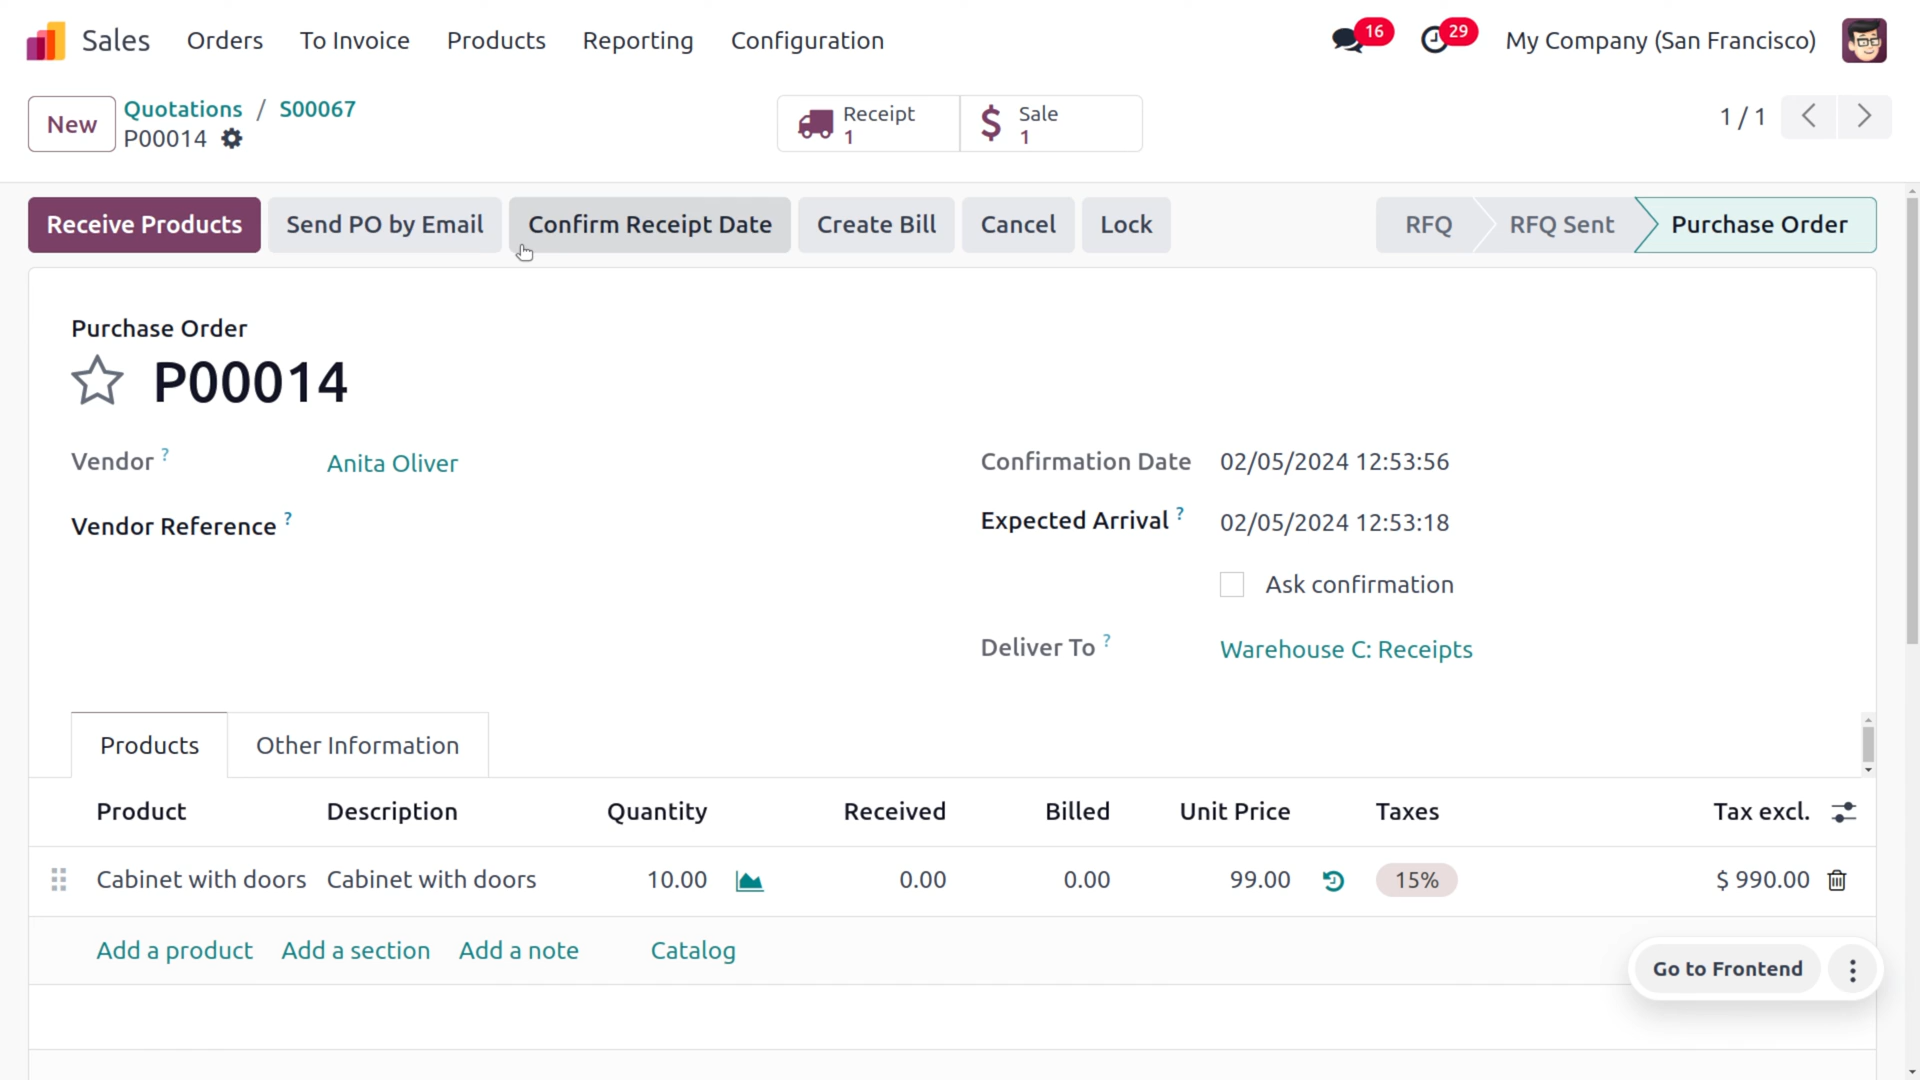 Sales Orders To Invoice Products Reporting Configuration 16 29 My Company (San Francisco)
New Quotations / S00067
P00014
Receipt 1
Sale 1
1 / 1
Receive Products Send PO by Email Confirm Receipt Date Create Bill Cancel Lock RFQ RFQ Sent Purchase Order
Purchase Order
P00014
Vendor ? Anita Oliver
Vendor Reference ?
Confirmation Date 02/05/2024 12:53:56
Expected Arrival ? 02/05/2024 12:53:18
Ask confirmation
Deliver To ? Warehouse C: Receipts
Products Other Information
Product Description Quantity Received Billed Unit Price Taxes Tax excl.
Cabinet with doors Cabinet with doors 10.00 0.00 0.00 99.00 15% $ 990.00
Add a product Add a section Add a note Catalog
Go to Frontend